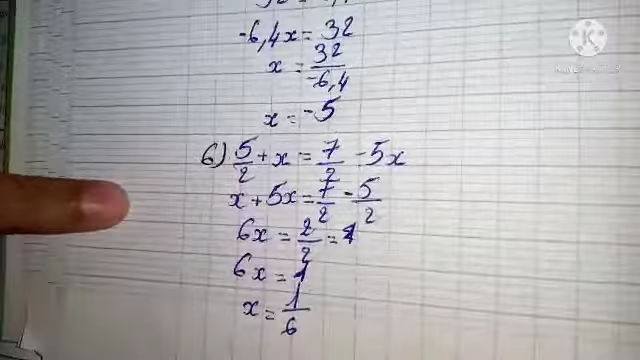 -6,4x = 32
x = 32/-6,4
x = -5
6) 5/2 + x = 7/2 - 5x
x + 5x = 7/2 - 5/2
6x = 2/2 = 1
6x = 1
x = 1/6